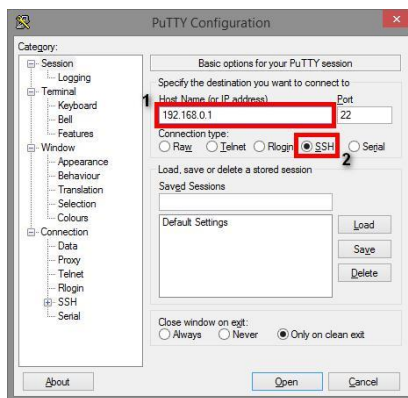 PuTTY Configuration
Category:
Session
Logging
Terminal
Keyboard
Bell
Features
Window
Appearance
Behaviour
Translation
Selection
Colours
Connection
Data
Proxy
Telnet
Rlogin
SSH
Serial
Basic options for your PuTTY session
Specify the destination you want to connect to
1 Host Name (or IP address) Port
192.168.0.1 22
Connection type:
Raw Telnet Rlogin SSH Serial
2
Load, save or delete a stored session
Saved Sessions
Default Settings
Load
Save
Delete
Close window on exit:
Always Never Only on clean exit
About Open Cancel